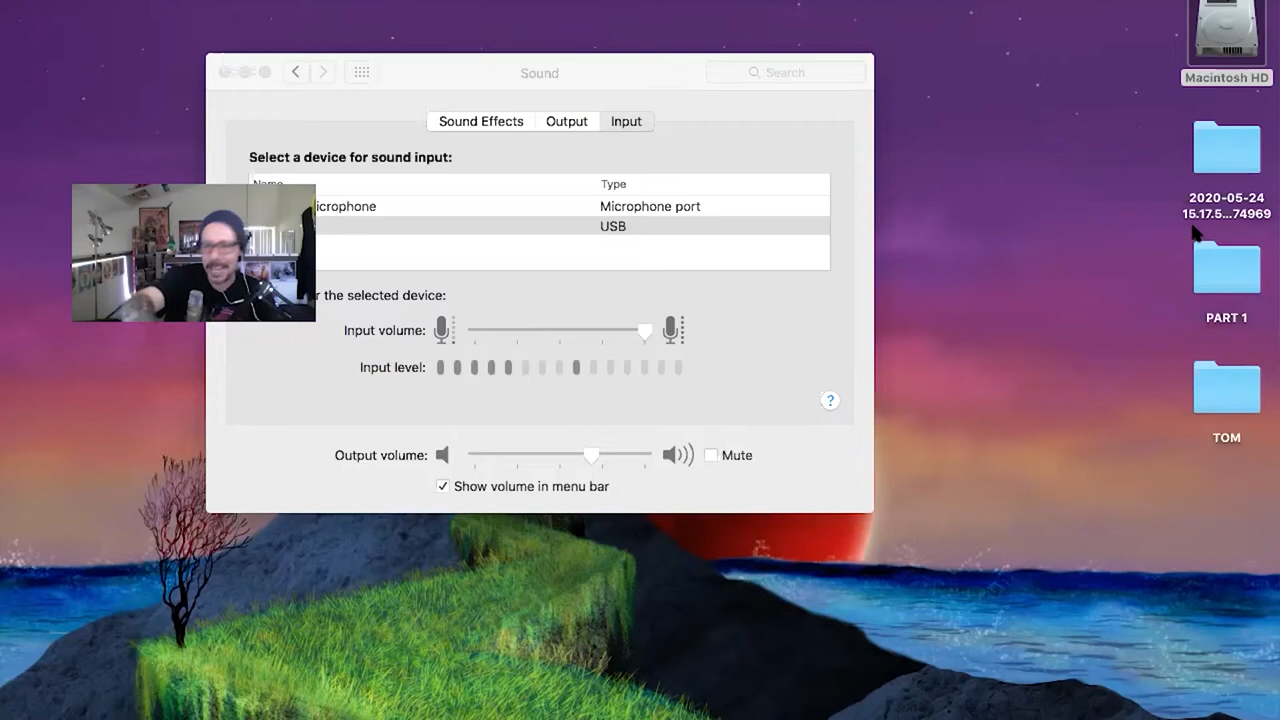 Sound
Search
Macintosh HD
Sound Effects
Output
Input
Select a device for sound input:
Name
Type
icrophone
Microphone port
USB
r the selected device:
Input volume:
Input level:
?
Output volume:
Mute
Show volume in menu bar
2020-05-24
15.17.5...74969
PART 1
TOM